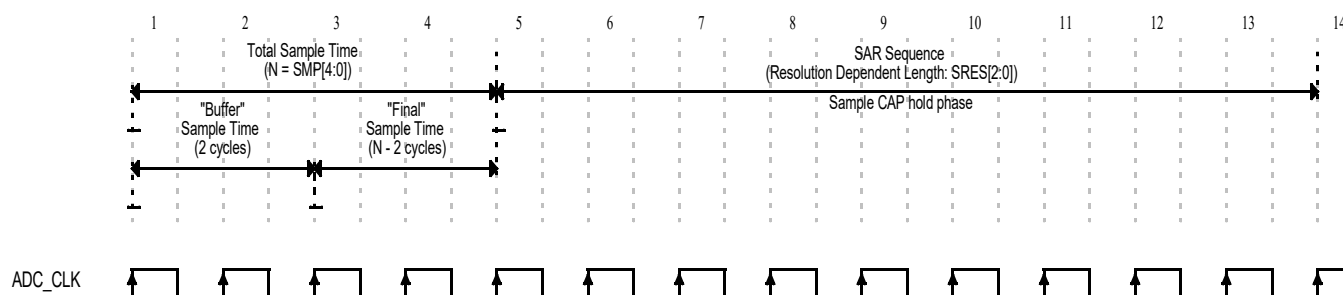 1 2 3 4 5 6 7 8 9 10 11 12 13 14
Total Sample Time
(N = SMP[4:0])
SAR Sequence
(Resolution Dependent Length: SRES[2:0])
Sample CAP hold phase
"Buffer"
Sample Time
(2 cycles)
"Final"
Sample Time
(N - 2 cycles)
ADC_CLK